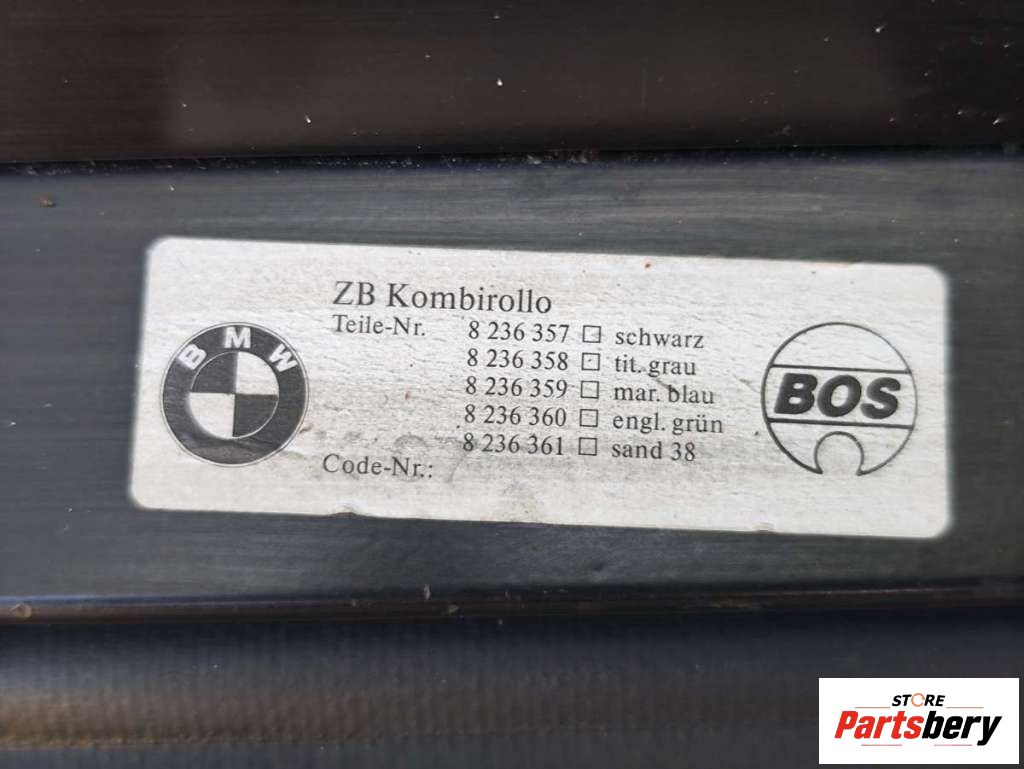 ZB Kombirollo
Teile-Nr. 8 236 357 □ schwarz
8 236 358 □ tit. grau
8 236 359 □ mar. blau
8 236 360 □ engl. grün
8 236 361 □ sand 38
Code-Nr.:
BMW
BOS
STORE
Partsbery